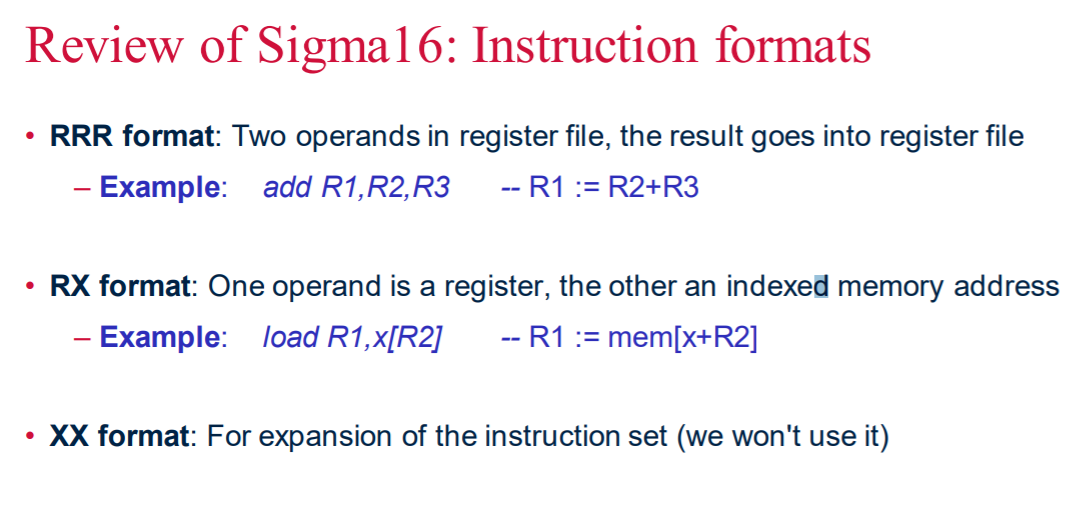 Review of Sigma16: Instruction formats
• RRR format: Two operands in register file, the result goes into register file
– Example: add R1,R2,R3 -- R1 := R2+R3
• RX format: One operand is a register, the other an indexed memory address
– Example: load R1,x[R2] -- R1 := mem[x+R2]
• XX format: For expansion of the instruction set (we won't use it)